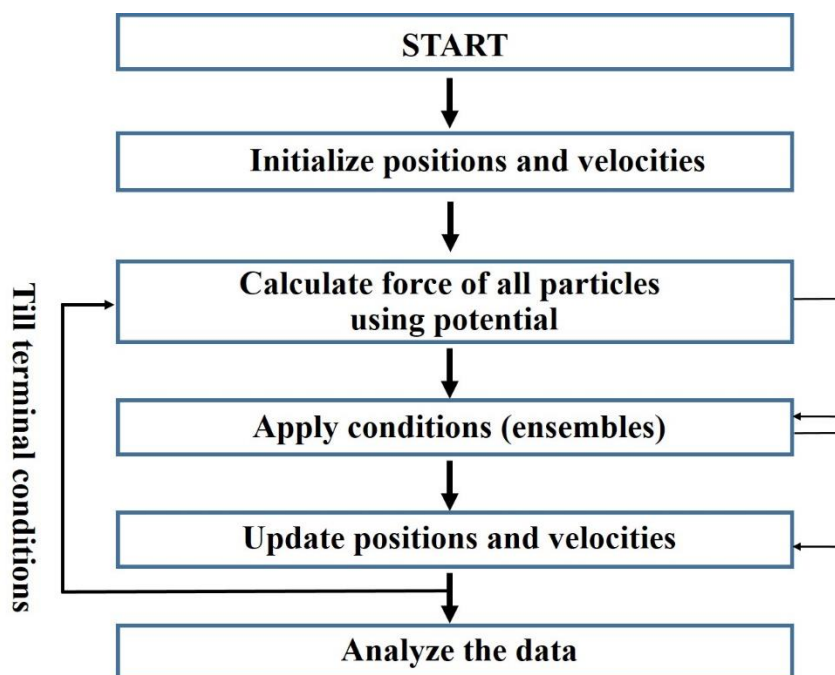 START
Initialize positions and velocities
Calculate force of all particles
using potential
Till terminal conditions
Apply conditions (ensembles)
Update positions and velocities
Analyze the data